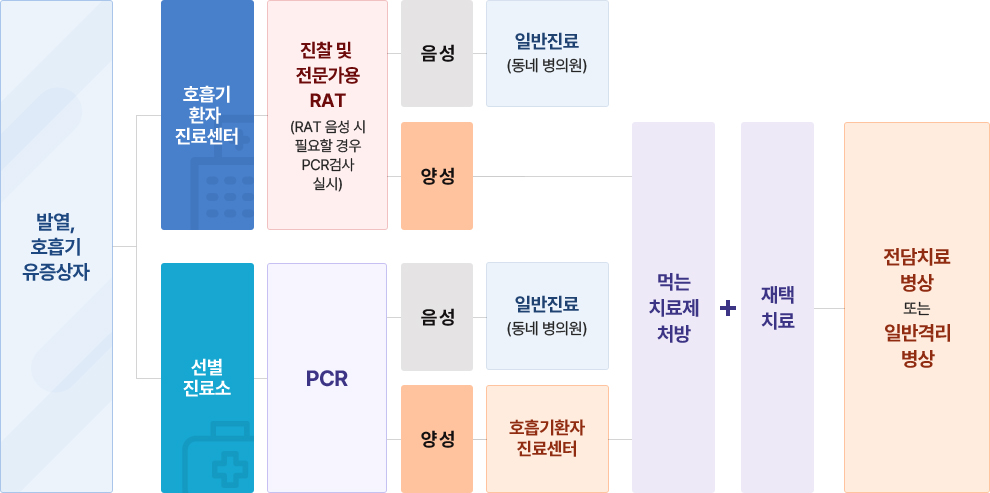 발열,
호흡기
유증상자
호흡기
환자
진료센터
진찰 및
전문가용
RAT
(RAT 음성 시
필요할 경우
PCR검사
실시)
음성
일반진료
(동네 병의원)
양성
선별
진료소
PCR
음성
일반진료
(동네 병의원)
양성
호흡기환자
진료센터
먹는
치료제
처방
+
재택
치료
전담치료
병상
또는
일반격리
병상